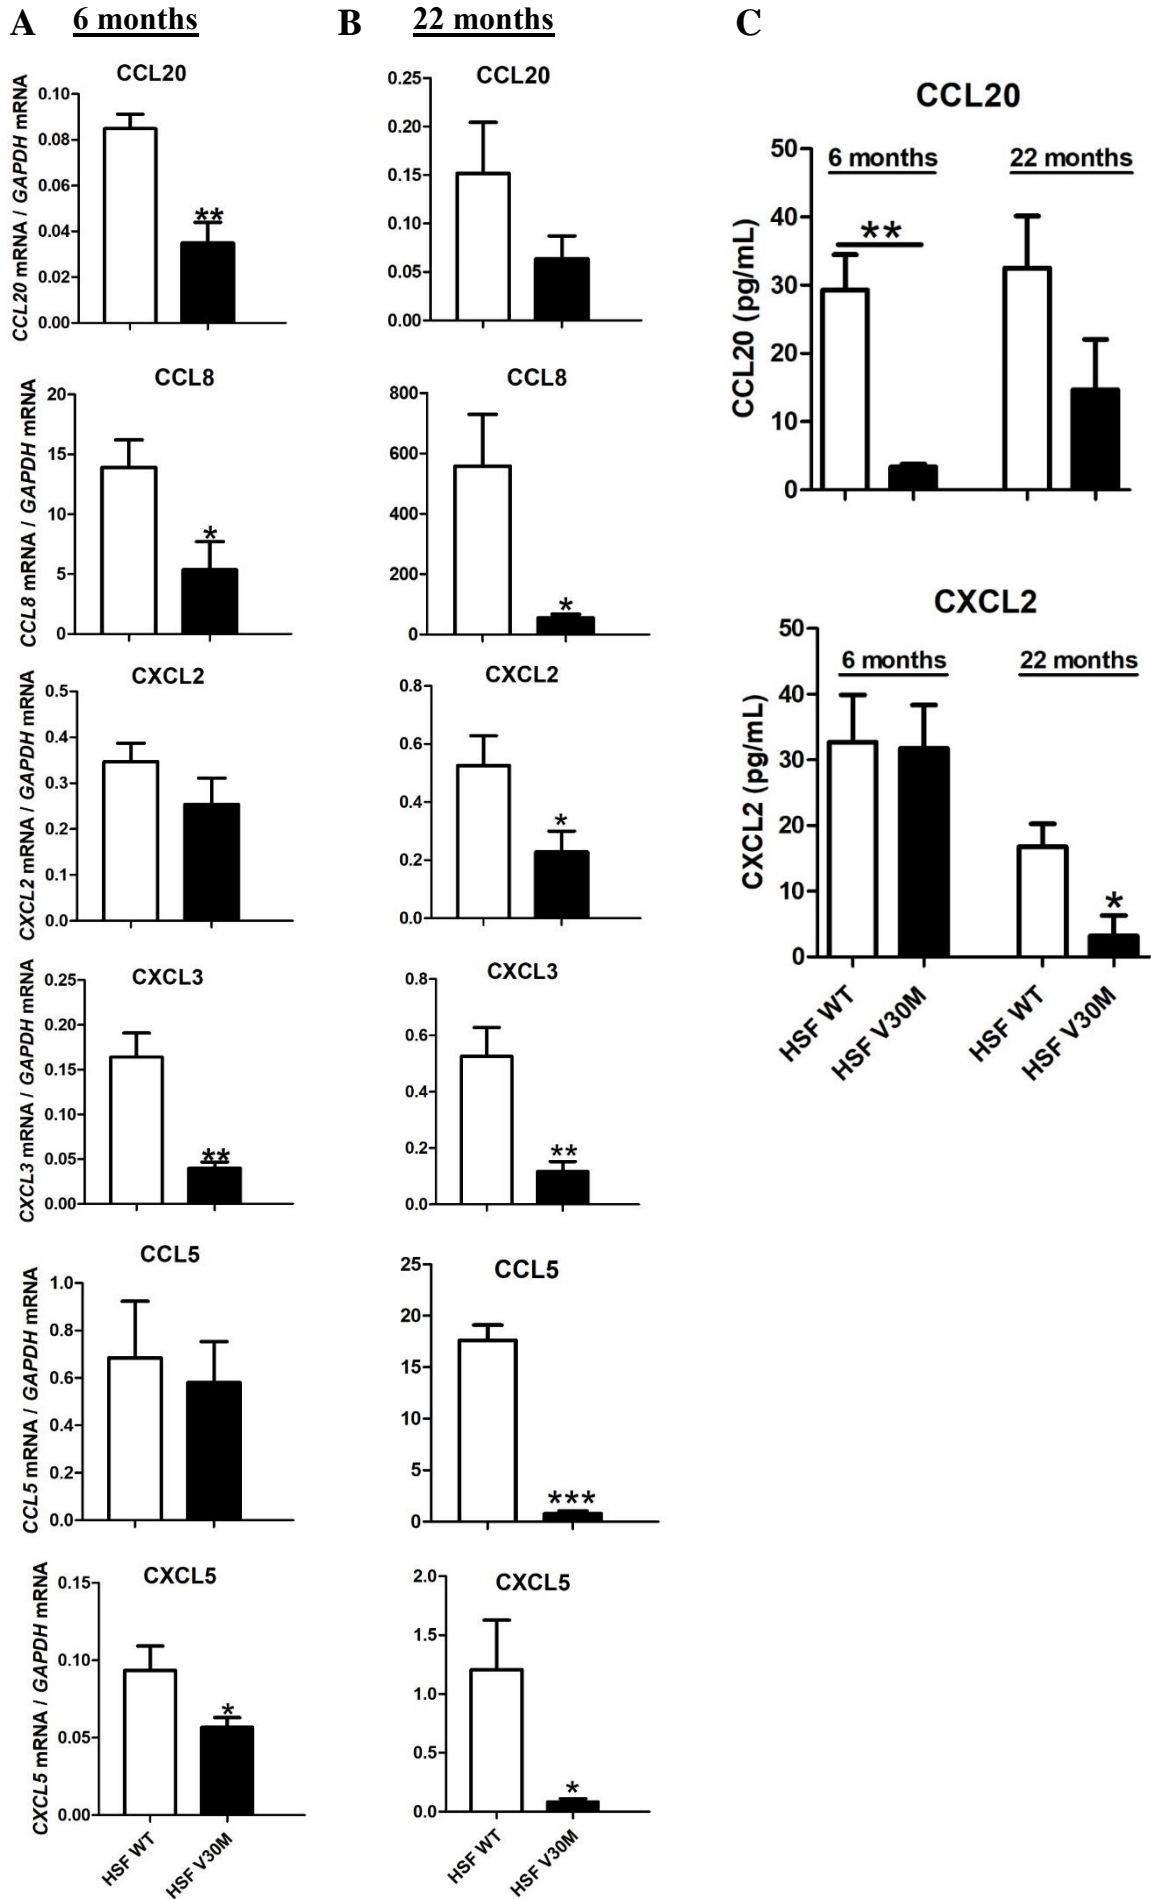 A 6 months
CCL20
CCL20 mRNA / GAPDH mRNA
0.10
0.08
0.06
0.04
0.02
0.00
**
CCL8
CCL8 mRNA / GAPDH mRNA
20
15
10
5
0
*
CXCL2
CXCL2 mRNA / GAPDH mRNA
0.5
0.4
0.3
0.2
0.1
0.0
CXCL3
CXCL3 mRNA / GAPDH mRNA
0.25
0.20
0.15
0.10
0.05
0.00
**
CCL5
CCL5 mRNA / GAPDH mRNA
1.0
0.8
0.6
0.4
0.2
0.0
CXCL5
CXCL5 mRNA / GAPDH mRNA
0.15
0.10
0.05
0.00
*
HSF WT
HSF V30M
B 22 months
CCL20
0.25
0.20
0.15
0.10
0.05
0.00
CCL8
800
600
400
200
0
*
CXCL2
0.8
0.6
0.4
0.2
0.0
*
CXCL3
0.8
0.6
0.4
0.2
0.0
**
CCL5
25
20
15
10
5
0
***
CXCL5
2.0
1.5
1.0
0.5
0.0
*
HSF WT
HSF V30M
C
CCL20
CCL20 (pg/mL)
50
40
30
20
10
0
6 months
22 months
**
CXCL2
CXCL2 (pg/mL)
50
40
30
20
10
0
6 months
22 months
*
HSF WT
HSF V30M
HSF WT
HSF V30M